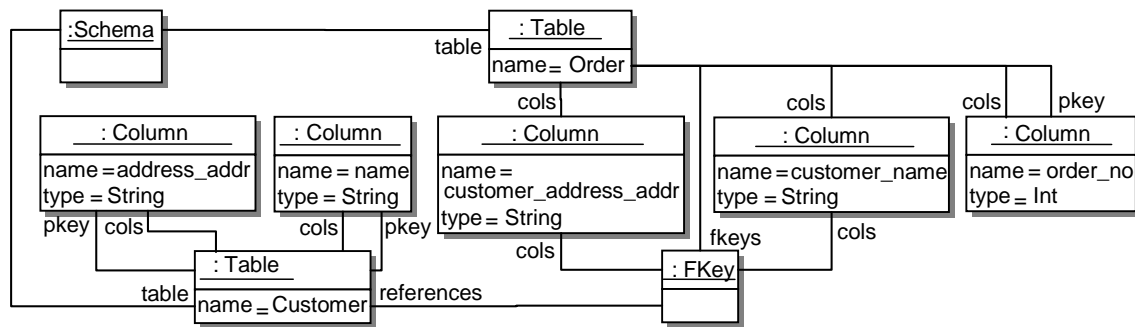 :Schema
: Table
table
name= Order
cols
cols
cols
pkey
: Column
: Column
: Column
: Column
: Column
name =address_addr
type = String
name = name
type = String
name =
customer_address_addr
type = String
name =customer_name
type = String
name = order_no
type = Int
pkey
cols
cols
pkey
cols
fkeys
cols
: Table
: FKey
table
name = Customer
references